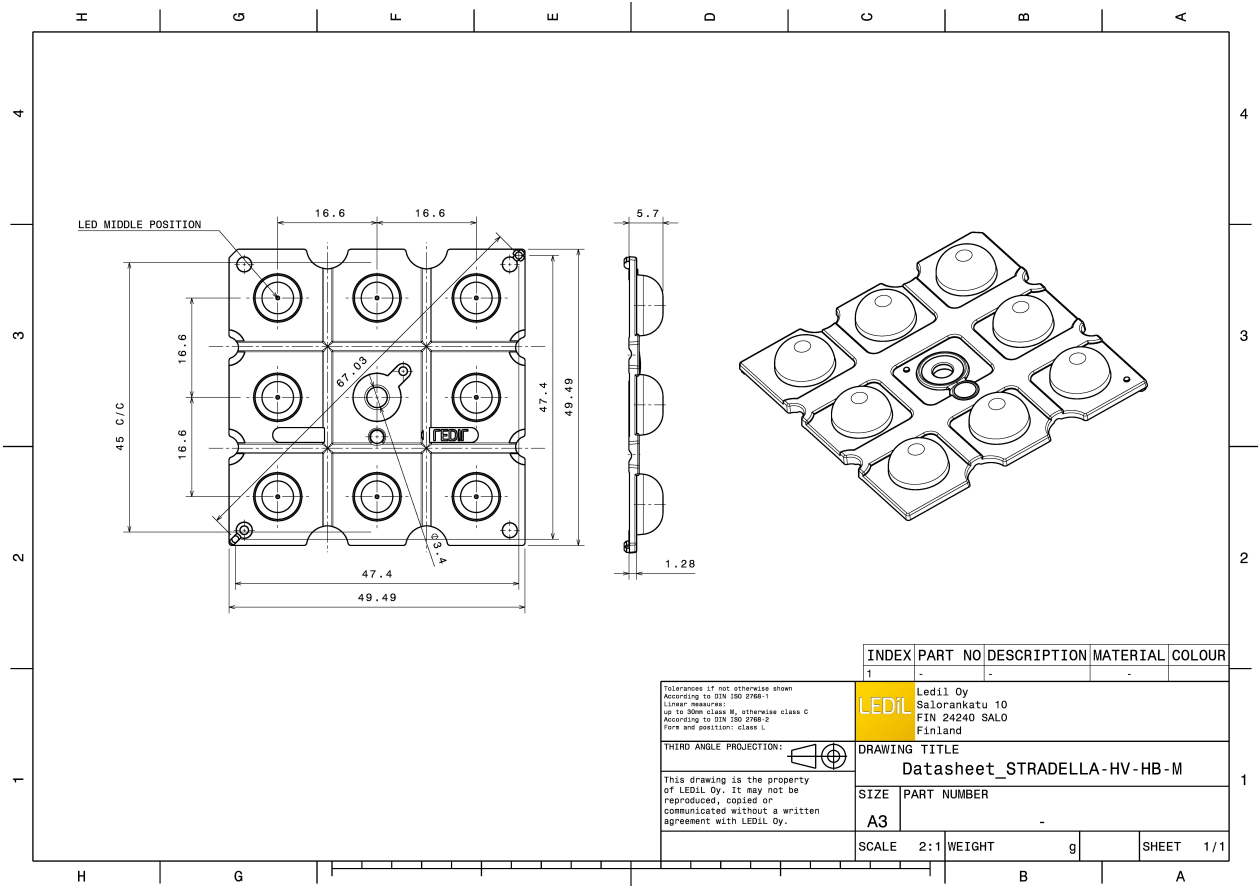 H G F E D C B A
4 4
LED MIDDLE POSITION
16.6 16.6
5.7
3 3
16.6
67.03
45 C/C
47.4
49.49
16.6
LEDIL
Ø3.4
2 2
1.28
47.4
49.49
INDEX PART NO DESCRIPTION MATERIAL COLOUR
1 - - -
Tolerances if not otherwise shown
According to DIN ISO 2768-1
Linear measures:
up to 30mm class M, otherwise class C
According to DIN ISO 2768-2
Form and position: class L
LEDiL
Ledil Oy
Salorankatu 10
FIN 24240 SALO
Finland
THIRD ANGLE PROJECTION:
DRAWING TITLE
Datasheet_STRADELLA-HV-HB-M
1 1
This drawing is the property
of LEDiL Oy. It may not be
reproduced, copied or
communicated without a written
agreement with LEDiL Oy.
SIZE PART NUMBER
A3 -
SCALE 2:1 WEIGHT g SHEET 1/1
H G B A